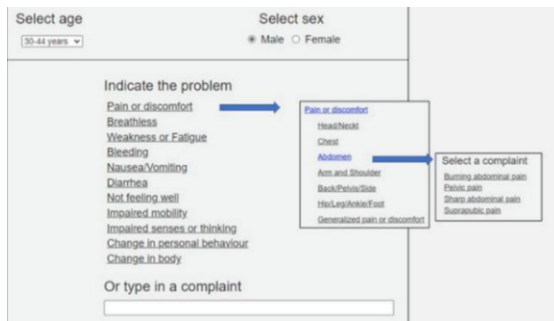 Select age
Select sex
30-44 years
Male
Female
Indicate the problem
Pain or discomfort
Breathless
Weakness or Fatigue
Bleeding
Nausea/Vomiting
Diarrhea
Not feeling well
Impaired mobility
Impaired senses or thinking
Change in personal behaviour
Change in body
Or type in a complaint
Pain or discomfort
Head/Neckt
Chest
Abdomen
Arm and Shoulder
Back/Pelvis/Side
Hip/Leg/Ankle/Foot
Generalized pain or discomfort
Select a complaint
Burning abdominal pain
Pelvic pain
Sharp abdominal pain
Suprapubic pain